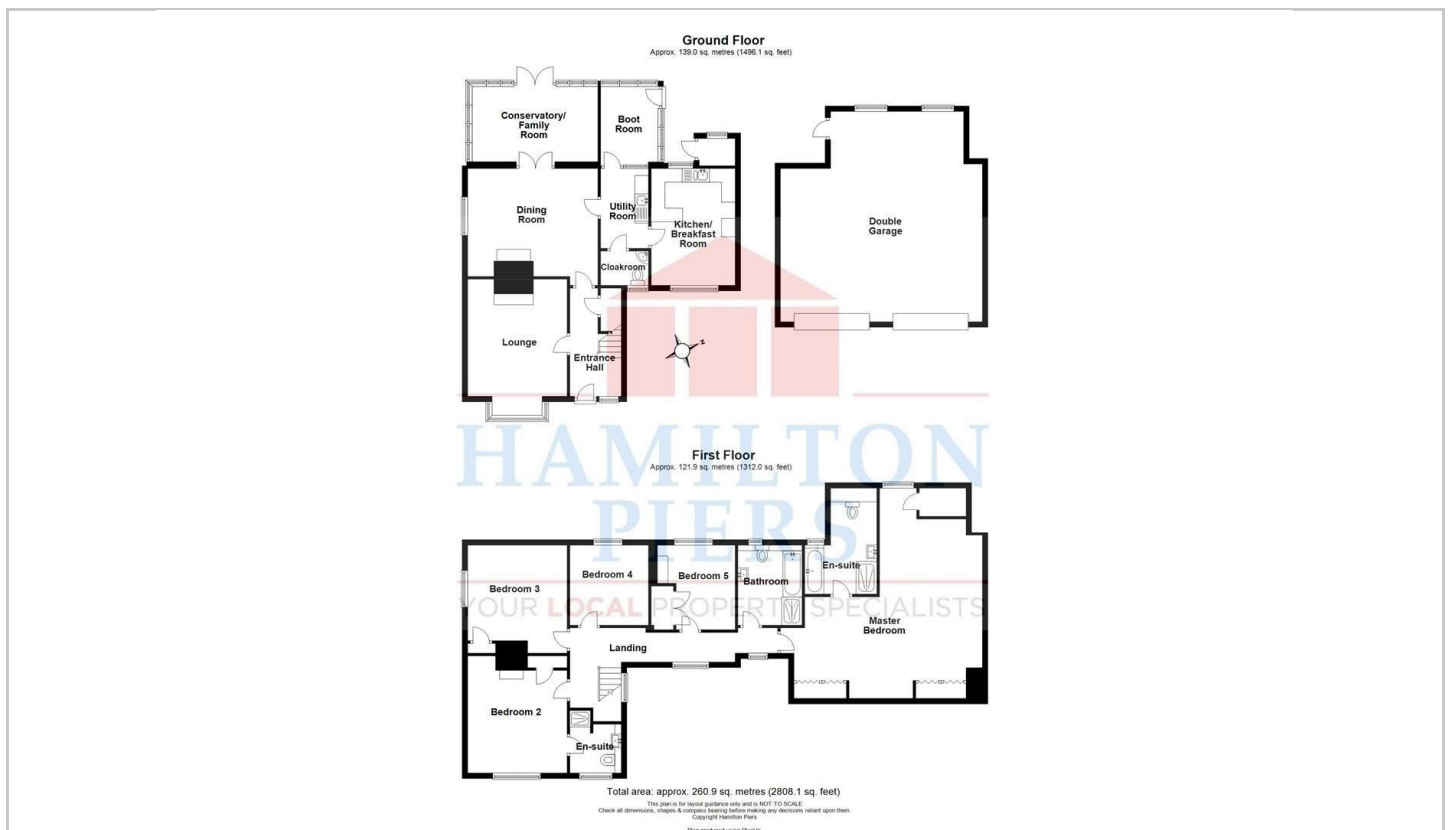 Ground Floor
Approx. 139.0 sq. metres (1496.1 sq. feet)
Conservatory/
Family
Room
Boot
Room
Dining
Room
Utility
Room
Kitchen/
Breakfast
Room
Double
Garage
Cloakroom
Lounge
Entrance
Hall
z
HAMILTON
PIERS
YOUR LOCAL PROPERTY SPECIALISTS
First Floor
Approx. 121.9 sq. metres (1312.0 sq. feet)
Bedroom 3
Bedroom 4
Bedroom 5
Bathroom
En-suite
Master
Bedroom
Landing
Bedroom 2
En-suite
Total area: approx. 260.9 sq. metres (2808.1 sq. feet)
This plan is for layout guidance only and is NOT TO SCALE
Check all dimensions, shapes & compass bearing before making any decisions reliant upon them
Copyright Hamilton Piers